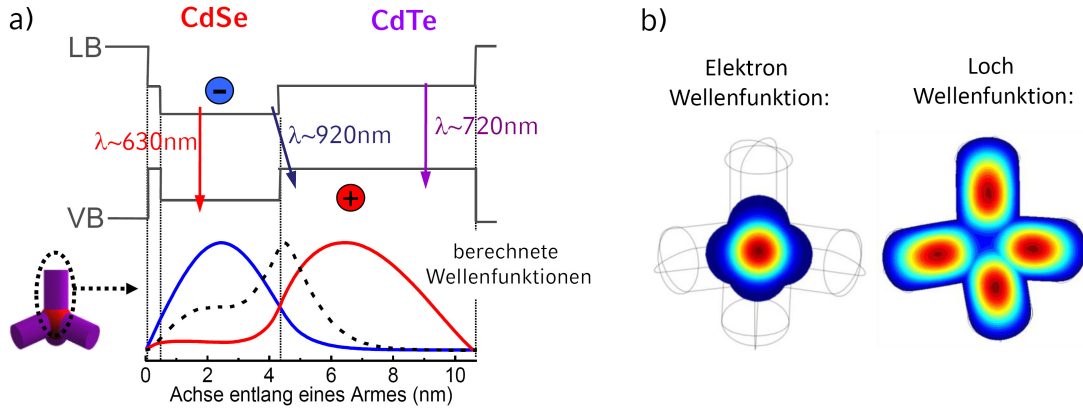 a)
CdSe
CdTe
LB
-
λ~630nm
λ~920nm
λ~720nm
+
VB
berechnete
Wellenfunktionen
0
2
4
6
8
10
Achse entlang eines Armes (nm)
b)
Elektron
Wellenfunktion:
Loch
Wellenfunktion: